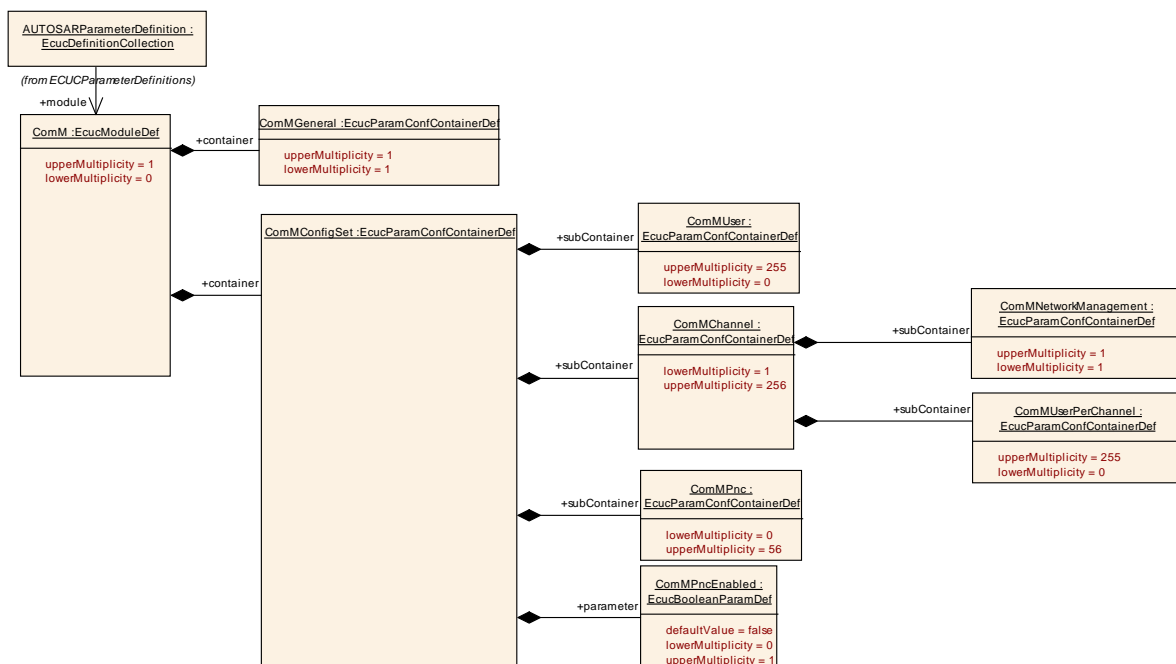 AUTOSARParameterDefinition :
EcucDefinitionCollection
(from ECUCParameterDefinitions)
+module
ComM :EcucModuleDef
upperMultiplicity = 1
lowerMultiplicity = 0
+container
ComMGeneral :EcucParamConfContainerDef
upperMultiplicity = 1
lowerMultiplicity = 1
+container
ComMConfigSet :EcucParamConfContainerDef
+subContainer
ComMUser :
EcucParamConfContainerDef
upperMultiplicity = 255
lowerMultiplicity = 0
+subContainer
ComMChannel :
EcucParamConfContainerDef
lowerMultiplicity = 1
upperMultiplicity = 256
+subContainer
ComMNetworkManagement :
EcucParamConfContainerDef
upperMultiplicity = 1
lowerMultiplicity = 1
+subContainer
ComMUserPerChannel :
EcucParamConfContainerDef
upperMultiplicity = 255
lowerMultiplicity = 0
+subContainer
ComMPnc :
EcucParamConfContainerDef
lowerMultiplicity = 0
upperMultiplicity = 56
+parameter
ComMPncEnabled :
EcucBooleanParamDef
defaultValue = false
lowerMultiplicity = 0
upperMultiplicity = 1